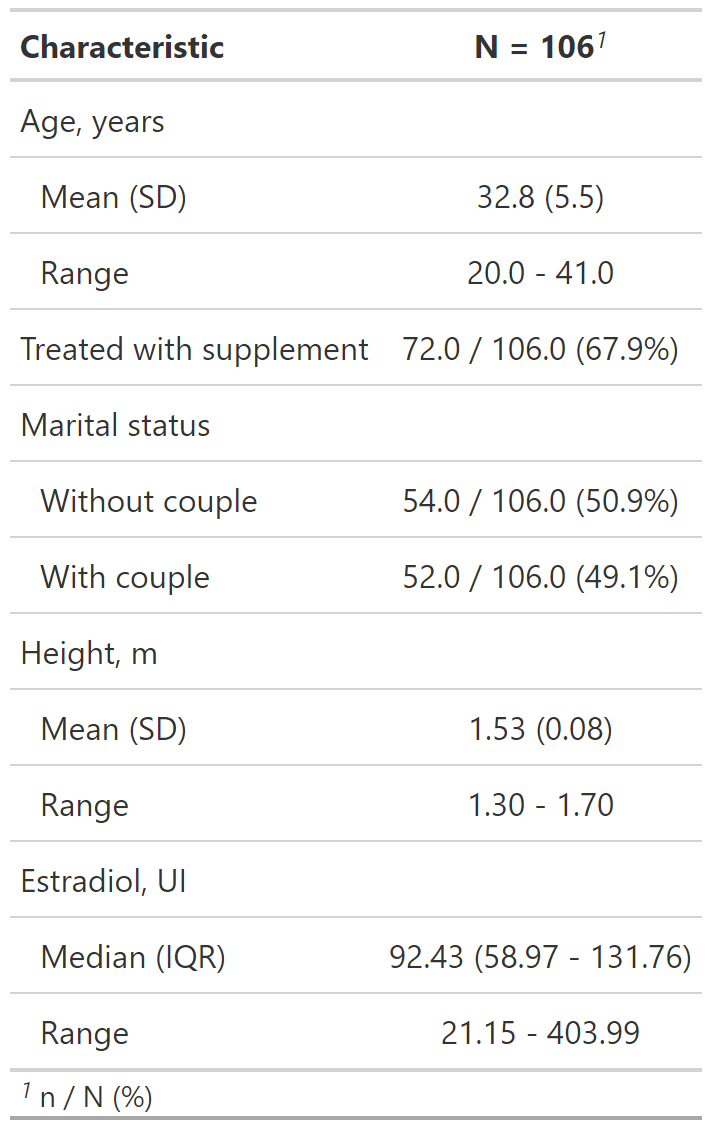 Characteristic N = 106¹
Age, years
Mean (SD) 32.8 (5.5)
Range 20.0 - 41.0
Treated with supplement 72.0 / 106.0 (67.9%)
Marital status
Without couple 54.0 / 106.0 (50.9%)
With couple 52.0 / 106.0 (49.1%)
Height, m
Mean (SD) 1.53 (0.08)
Range 1.30 - 1.70
Estradiol, UI
Median (IQR) 92.43 (58.97 - 131.76)
Range 21.15 - 403.99
¹ n / N (%)